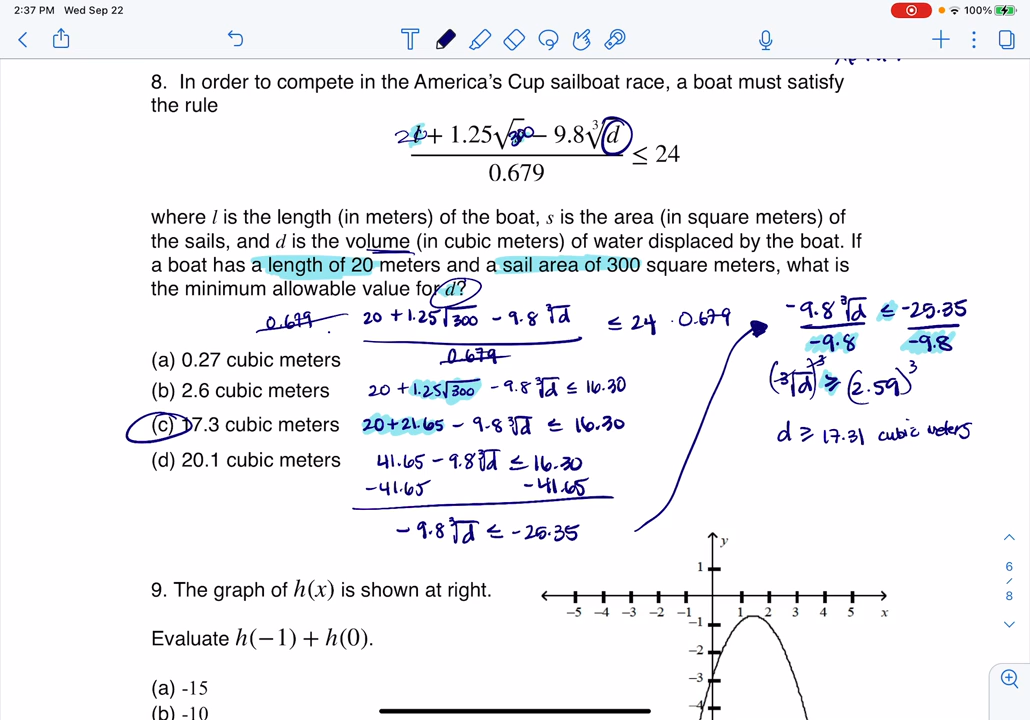 2:37 PM Wed Sep 22
100%
8. In order to compete in the America's Cup sailboat race, a boat must satisfy
the rule
20 + 1.25√300 − 9.8∛d
0.679
≤ 24
where l is the length (in meters) of the boat, s is the area (in square meters) of
the sails, and d is the volume (in cubic meters) of water displaced by the boat. If
a boat has a length of 20 meters and a sail area of 300 square meters, what is
the minimum allowable value for d?
0.679 20 + 1.25√300 − 9.8∛d ≤ 24 · 0.679
0.679
(a) 0.27 cubic meters
(b) 2.6 cubic meters
(c) 17.3 cubic meters
(d) 20.1 cubic meters
20 + 1.25√300 − 9.8∛d ≤ 16.30
20 + 21.65 − 9.8∛d ≤ 16.30
41.65 − 9.8∛d ≤ 16.30
−41.65 −41.65
−9.8∛d ≤ −25.35
−9.8∛d ≤ −25.35
−9.8 −9.8
(∛d)³ ≥ (2.59)³
d ≥ 17.31 cubic meters
9. The graph of h(x) is shown at right.
Evaluate h(−1) + h(0).
(a) -15
(b) -10
y
1
−5 −4 −3 −2 −1 1 2 3 4 5 x
−1
−2
−3
−4
6
/
8
T